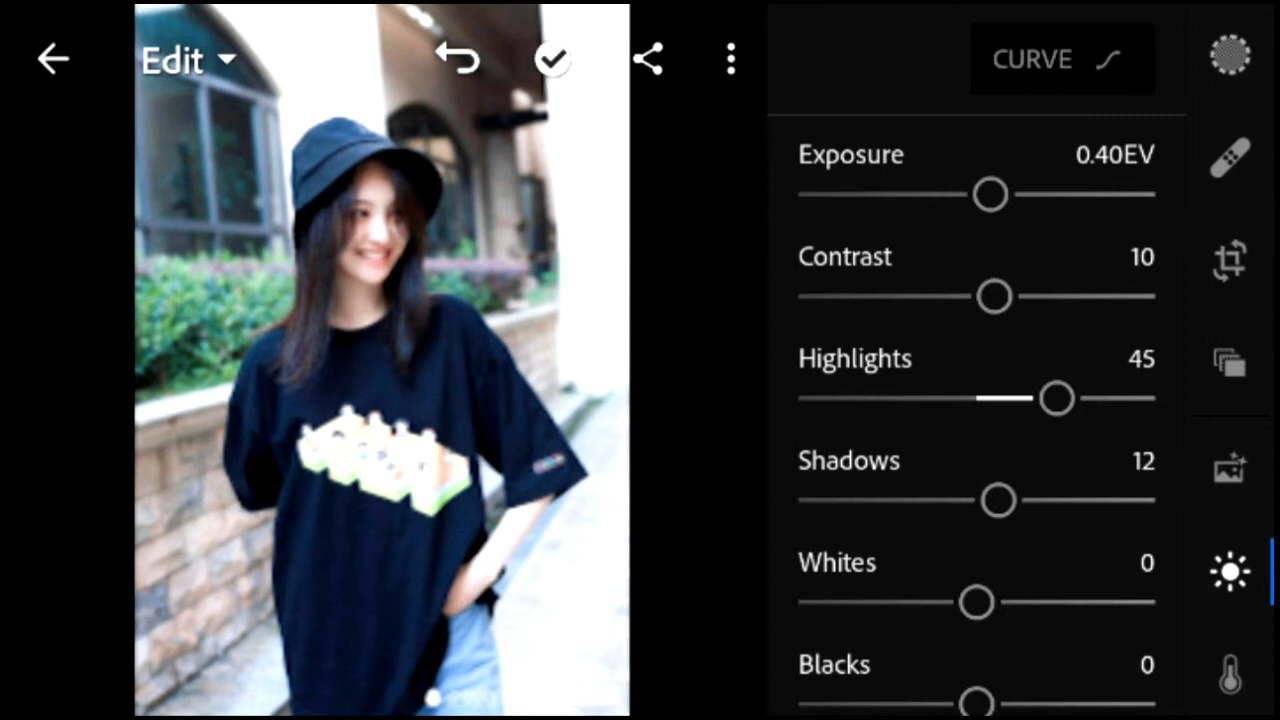 Edit
CURVE
Exposure 0.40EV
Contrast 10
Highlights 45
Shadows 12
Whites 0
Blacks 0